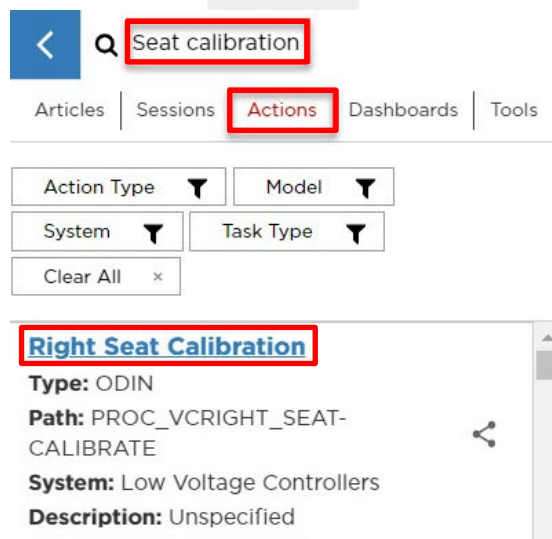 Seat calibration
Articles Sessions Actions Dashboards Tools
Action Type Model
System Task Type
Clear All ×
Right Seat Calibration
Type: ODIN
Path: PROC_VCRIGHT_SEAT-
CALIBRATE
System: Low Voltage Controllers
Description: Unspecified